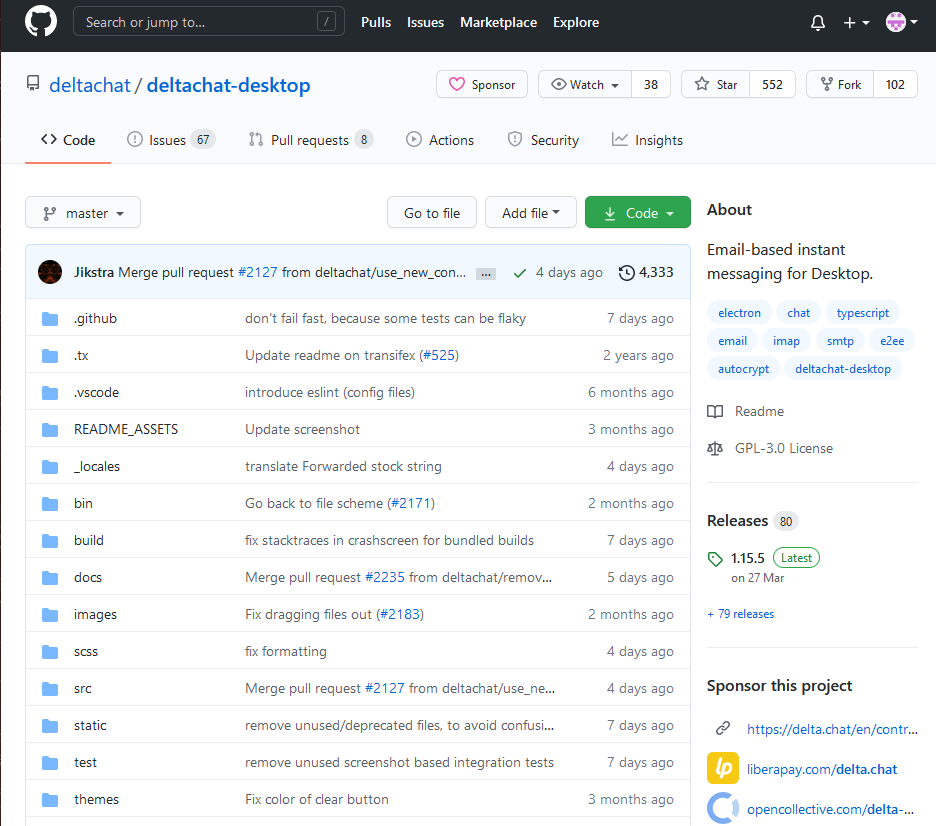 Search or jump to... /
Pulls Issues Marketplace Explore
deltachat / deltachat-desktop
Sponsor Watch 38 Star 552 Fork 102
Code Issues 67 Pull requests 8 Actions Security Insights
master Go to file Add file Code
Jikstra Merge pull request #2127 from deltachat/use_new_con... ... 4 days ago 4,333
.github don't fail fast, because some tests can be flaky 7 days ago
.tx Update readme on transifex (#525) 2 years ago
.vscode introduce eslint (config files) 6 months ago
README_ASSETS Update screenshot 3 months ago
_locales translate Forwarded stock string 4 days ago
bin Go back to file scheme (#2171) 2 months ago
build fix stacktraces in crashscreen for bundled builds 7 days ago
docs Merge pull request #2235 from deltachat/remov... 5 days ago
images Fix dragging files out (#2183) 2 months ago
scss fix formatting 4 days ago
src Merge pull request #2127 from deltachat/use_ne... 4 days ago
static remove unused/deprecated files, to avoid confusi... 7 days ago
test remove unused screenshot based integration tests 7 days ago
themes Fix color of clear button 3 months ago
About
Email-based instant
messaging for Desktop.
electron chat typescript
email imap smtp e2ee
autocrypt deltachat-desktop
Readme
GPL-3.0 License
Releases 80
1.15.5 Latest
on 27 Mar
+ 79 releases
Sponsor this project
https://delta.chat/en/contr...
lp liberapay.com/delta.chat
opencollective.com/delta-...